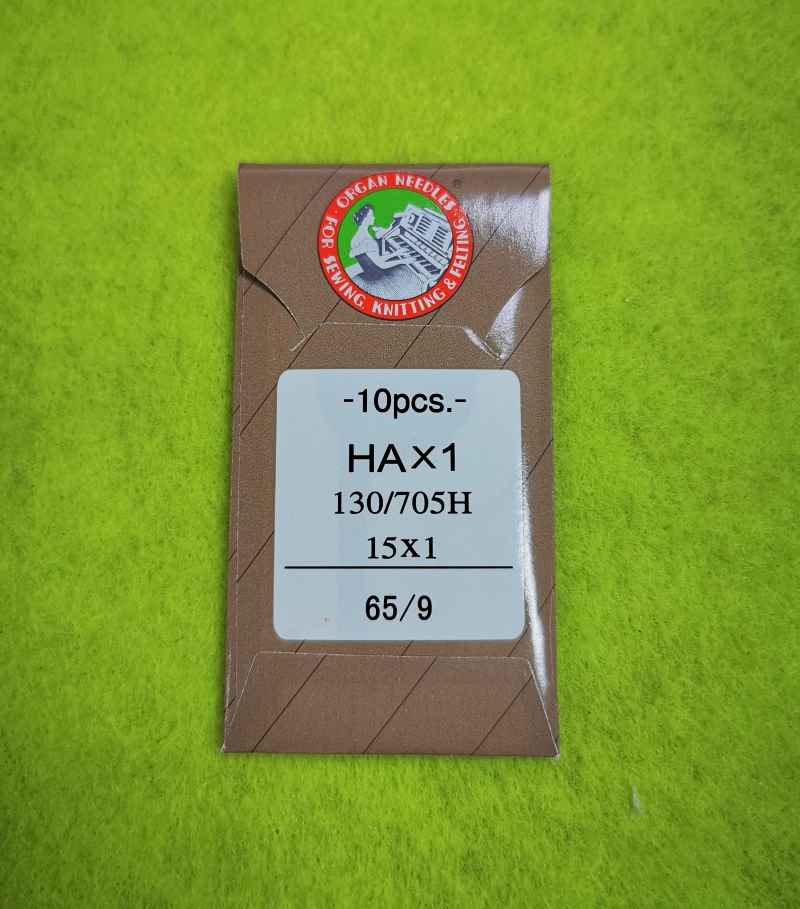 ORGAN NEEDLES
FOR SEWING, KNITTING & FELTING
-10pcs.-
HA×1
130/705H
15x1
65/9